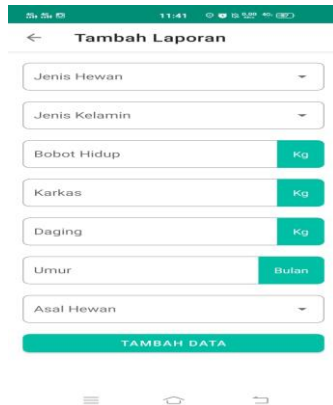 11:41
Tambah Laporan
Jenis Hewan
Jenis Kelamin
Bobot Hidup Kg
Karkas Kg
Daging Kg
Umur Bulan
Asal Hewan
TAMBAH DATA